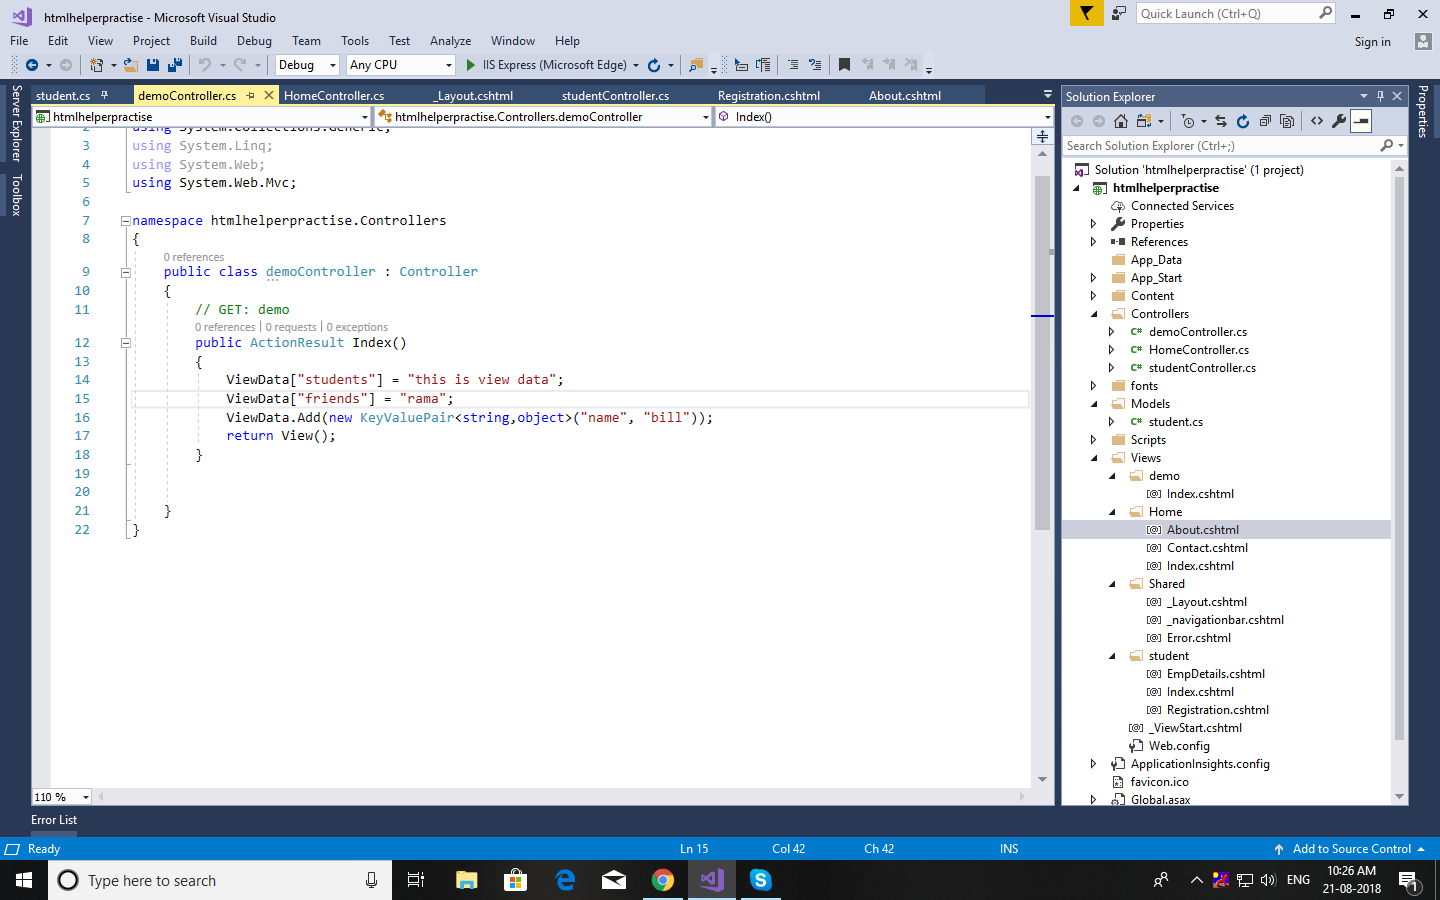 htmlhelperpractise - Microsoft Visual Studio
Quick Launch (Ctrl+Q)
File Edit View Project Build Debug Team Tools Test Analyze Window Help
Sign in
Debug Any CPU IIS Express (Microsoft Edge)
Server Explorer
Toolbox
student.cs demoController.cs HomeController.cs _Layout.cshtml studentController.cs Registration.cshtml About.cshtml
htmlhelperpractise htmlhelperpractise.Controllers.demoController Index()
2 using System.Collections.Generic;
3 using System.Linq;
4 using System.Web;
5 using System.Web.Mvc;
6
7 namespace htmlhelperpractise.Controllers
8 {
0 references
9 public class demoController : Controller
10 {
11 // GET: demo
0 references | 0 requests | 0 exceptions
12 public ActionResult Index()
13 {
14 ViewData["students"] = "this is view data";
15 ViewData["friends"] = "rama";
16 ViewData.Add(new KeyValuePair<string,object>("name", "bill"));
17 return View();
18 }
19
20
21 }
22 }
110 %
Solution Explorer
Search Solution Explorer (Ctrl+;)
Solution 'htmlhelperpractise' (1 project)
htmlhelperpractise
Connected Services
Properties
References
App_Data
App_Start
Content
Controllers
C# demoController.cs
C# HomeController.cs
C# studentController.cs
fonts
Models
C# student.cs
Scripts
Views
demo
[@] Index.cshtml
Home
[@] About.cshtml
[@] Contact.cshtml
[@] Index.cshtml
Shared
[@] _Layout.cshtml
[@] _navigationbar.cshtml
[@] Error.cshtml
student
[@] EmpDetails.cshtml
[@] Index.cshtml
[@] Registration.cshtml
[@] _ViewStart.cshtml
Web.config
ApplicationInsights.config
favicon.ico
Global.asax
Properties
Error List
Ready Ln 15 Col 42 Ch 42 INS Add to Source Control
Type here to search
ENG
10:26 AM
21-08-2018
1